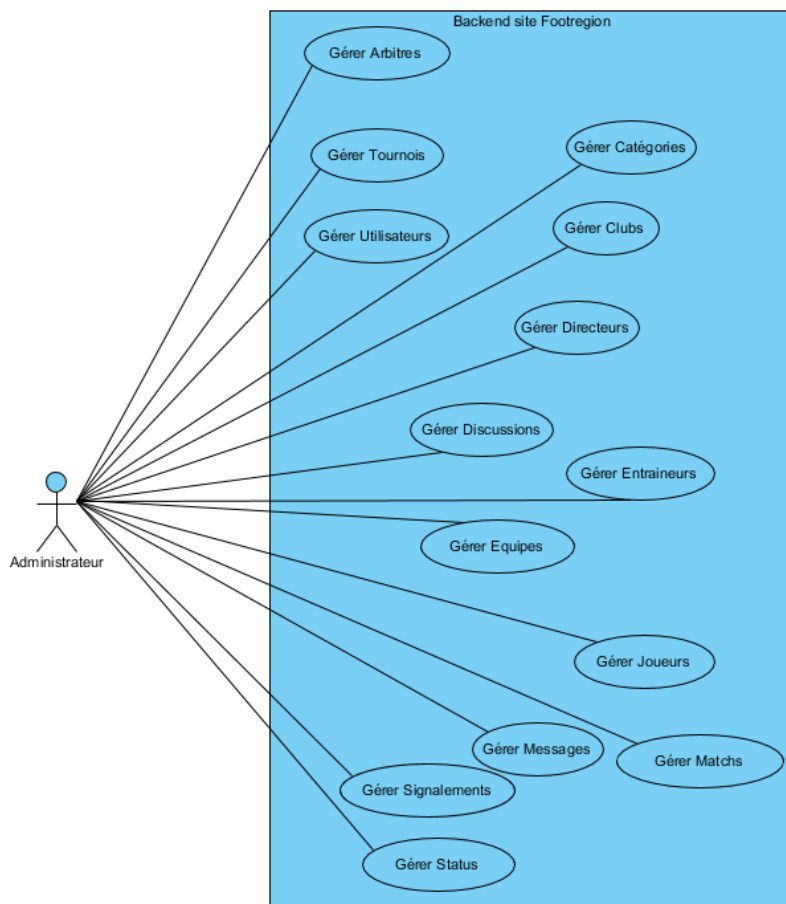 Backend site Footregion
Gérer Arbitres
Gérer Catégories
Gérer Tournois
Gérer Clubs
Gérer Utilisateurs
Gérer Directeurs
Gérer Discussions
Gérer Entraineurs
Gérer Equipes
Administrateur
Gérer Joueurs
Gérer Messages
Gérer Matchs
Gérer Signalements
Gérer Status